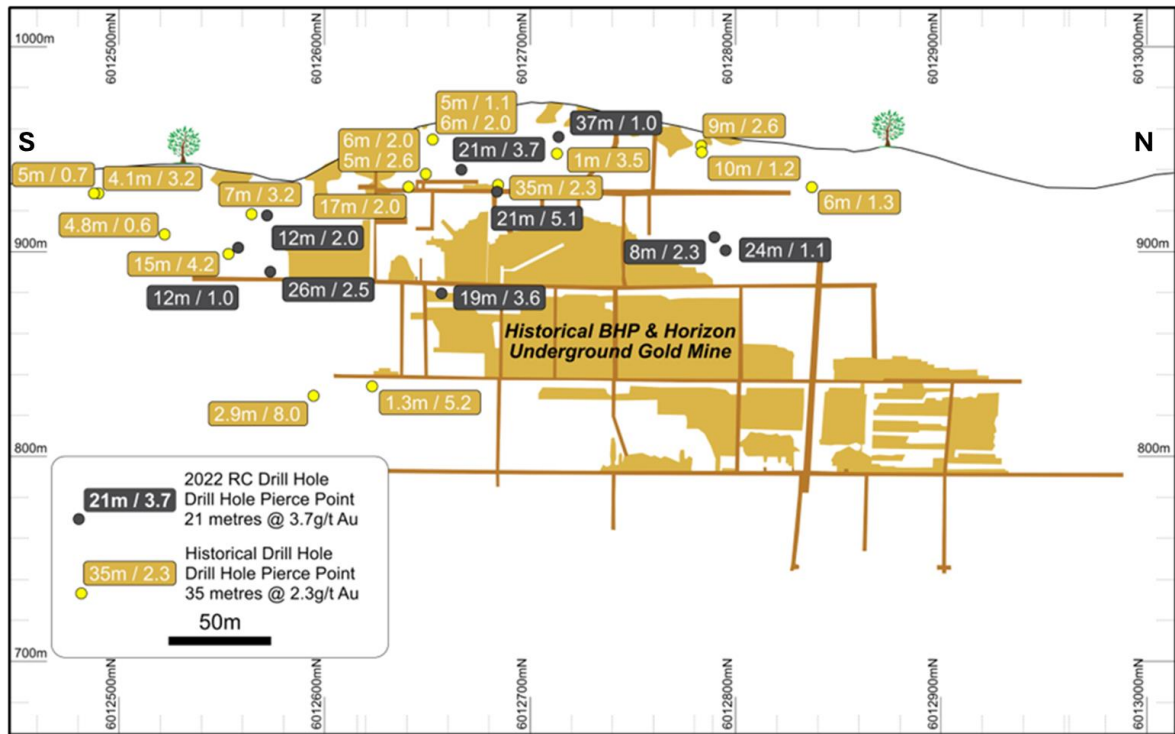 6012500mN
6012600mN
6012700mN
6012800mN
6012900mN
6013000mN
1000m
S
N
5m / 1.1
6m / 2.0
37m / 1.0
9m / 2.6
6m / 2.0
5m / 2.6
21m / 3.7
1m / 3.5
10m / 1.2
5m / 0.7
4.1m / 3.2
7m / 3.2
17m / 2.0
35m / 2.3
6m / 1.3
4.8m / 0.6
21m / 5.1
12m / 2.0
8m / 2.3
24m / 1.1
900m
900m
15m / 4.2
26m / 2.5
12m / 1.0
19m / 3.6
Historical BHP & Horizon
Underground Gold Mine
2.9m / 8.0
1.3m / 5.2
800m
800m
21m / 3.7
2022 RC Drill Hole
Drill Hole Pierce Point
21 metres @ 3.7g/t Au
35m / 2.3
Historical Drill Hole
Drill Hole Pierce Point
35 metres @ 2.3g/t Au
50m
700m
700m
6012500mN
6012600mN
6012700mN
6012800mN
6012900mN
6013000mN